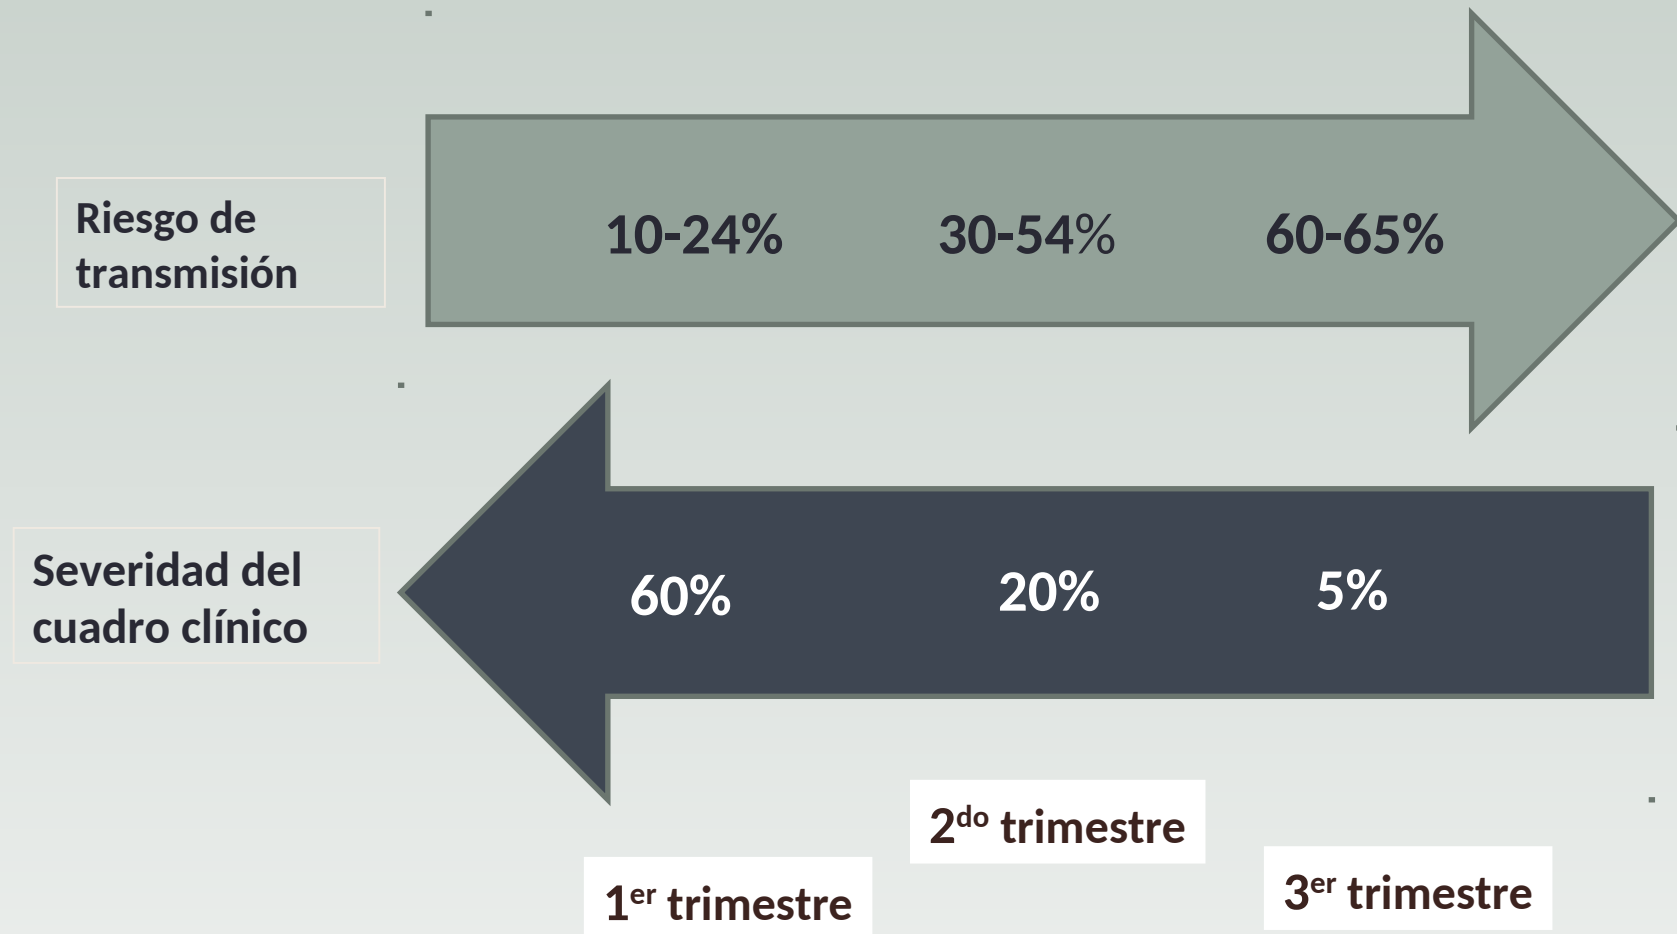 Riesgo de
transmisión
10-24% 30-54% 60-65%
Severidad del
cuadro clínico
60% 20% 5%
1er trimestre
2do trimestre
3er trimestre